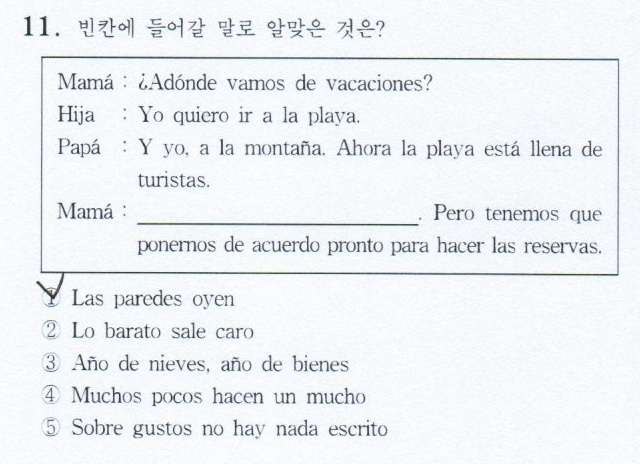 11. 빈칸에 들어갈 말로 알맞은 것은?
Mamá : ¿Adónde vamos de vacaciones?
Hija : Yo quiero ir a la playa.
Papá : Y yo, a la montaña. Ahora la playa está llena de
turistas.
Mamá : ____________________. Pero tenemos que
ponernos de acuerdo pronto para hacer las reservas.
① Las paredes oyen
② Lo barato sale caro
③ Año de nieves, año de bienes
④ Muchos pocos hacen un mucho
⑤ Sobre gustos no hay nada escrito